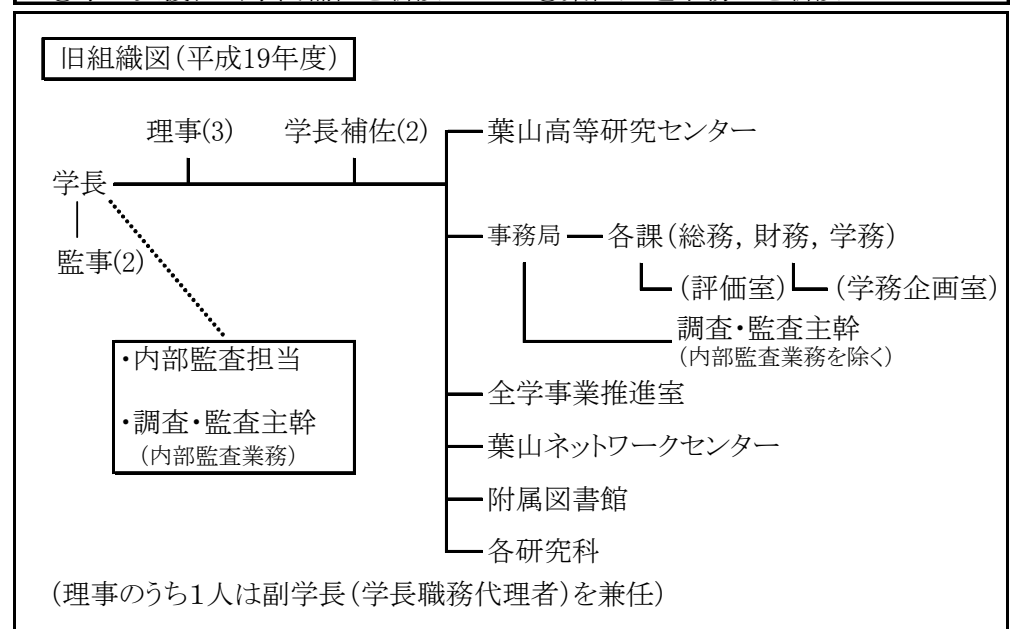 旧組織図(平成19年度)
理事(3) 学長補佐(2) 葉山高等研究センター
学長
事務局 各課(総務, 財務, 学務)
監事(2)
(評価室) (学務企画室)
調査・監査主幹
(内部監査業務を除く)
・内部監査担当
全学事業推進室
・調査・監査主幹
(内部監査業務)
葉山ネットワークセンター
附属図書館
各研究科
(理事のうち1人は副学長(学長職務代理者)を兼任)